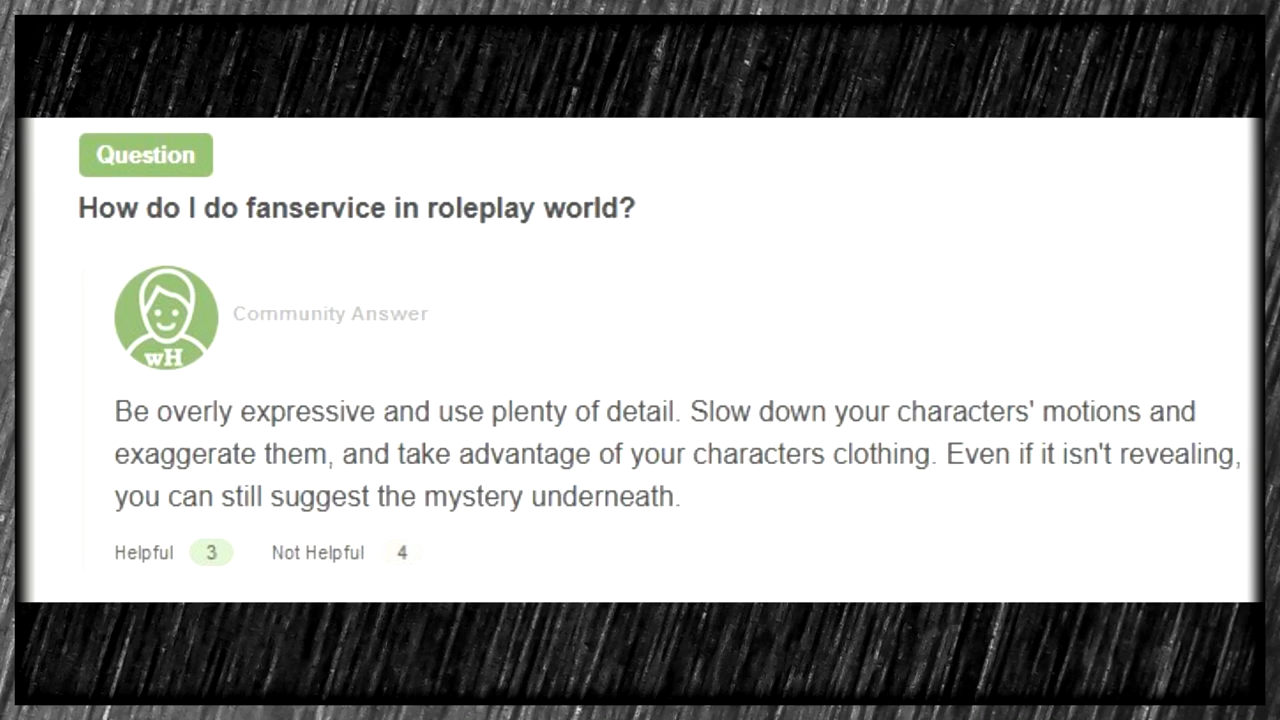 Question
How do I do fanservice in roleplay world?
Community Answer
wH
Be overly expressive and use plenty of detail. Slow down your characters' motions and
exaggerate them, and take advantage of your characters clothing. Even if it isn't revealing,
you can still suggest the mystery underneath.
Helpful 3 Not Helpful 4